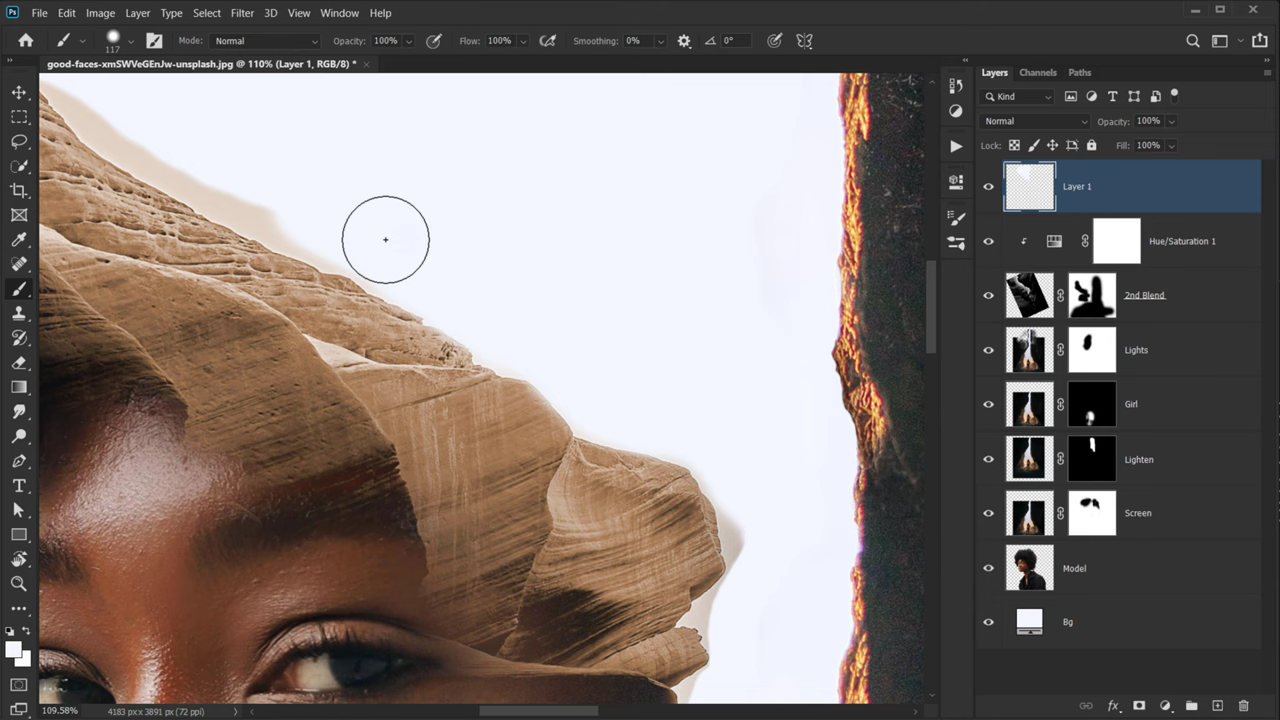 Ps File Edit Image Layer Type Select Filter 3D View Window Help
117 Mode: Normal Opacity: 100% Flow: 100% Smoothing: 0% 0°
good-faces-xmSWVeGEnJw-unsplash.jpg @ 110% (Layer 1, RGB/8) *
Layers Channels Paths
Kind
Normal Opacity: 100%
Lock: Fill: 100%
Layer 1
Hue/Saturation 1
2nd Blend
Lights
Girl
Lighten
Screen
Model
Bg
109.58% 4183 px x 3891 px (72 ppi)